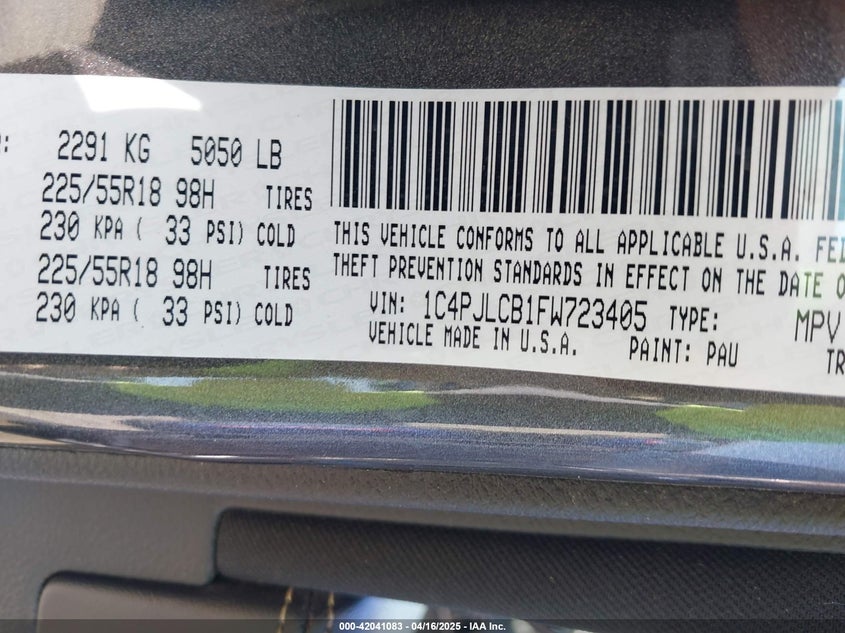 2291 KG 5050 LB
225/55R18 98H TIRES
230 KPA ( 33 PSI) COLD
225/55R18 98H TIRES
230 KPA ( 33 PSI) COLD
THIS VEHICLE CONFORMS TO ALL APPLICABLE U.S.A.
THEFT PREVENTION STANDARDS IN EFFECT ON THE DATE
VIN: 1C4PJLCB1FW723405 TYPE: MPV
VEHICLE MADE IN U.S.A. PAINT: PAU
000-42041083 - 04/16/2025 - IAA Inc.